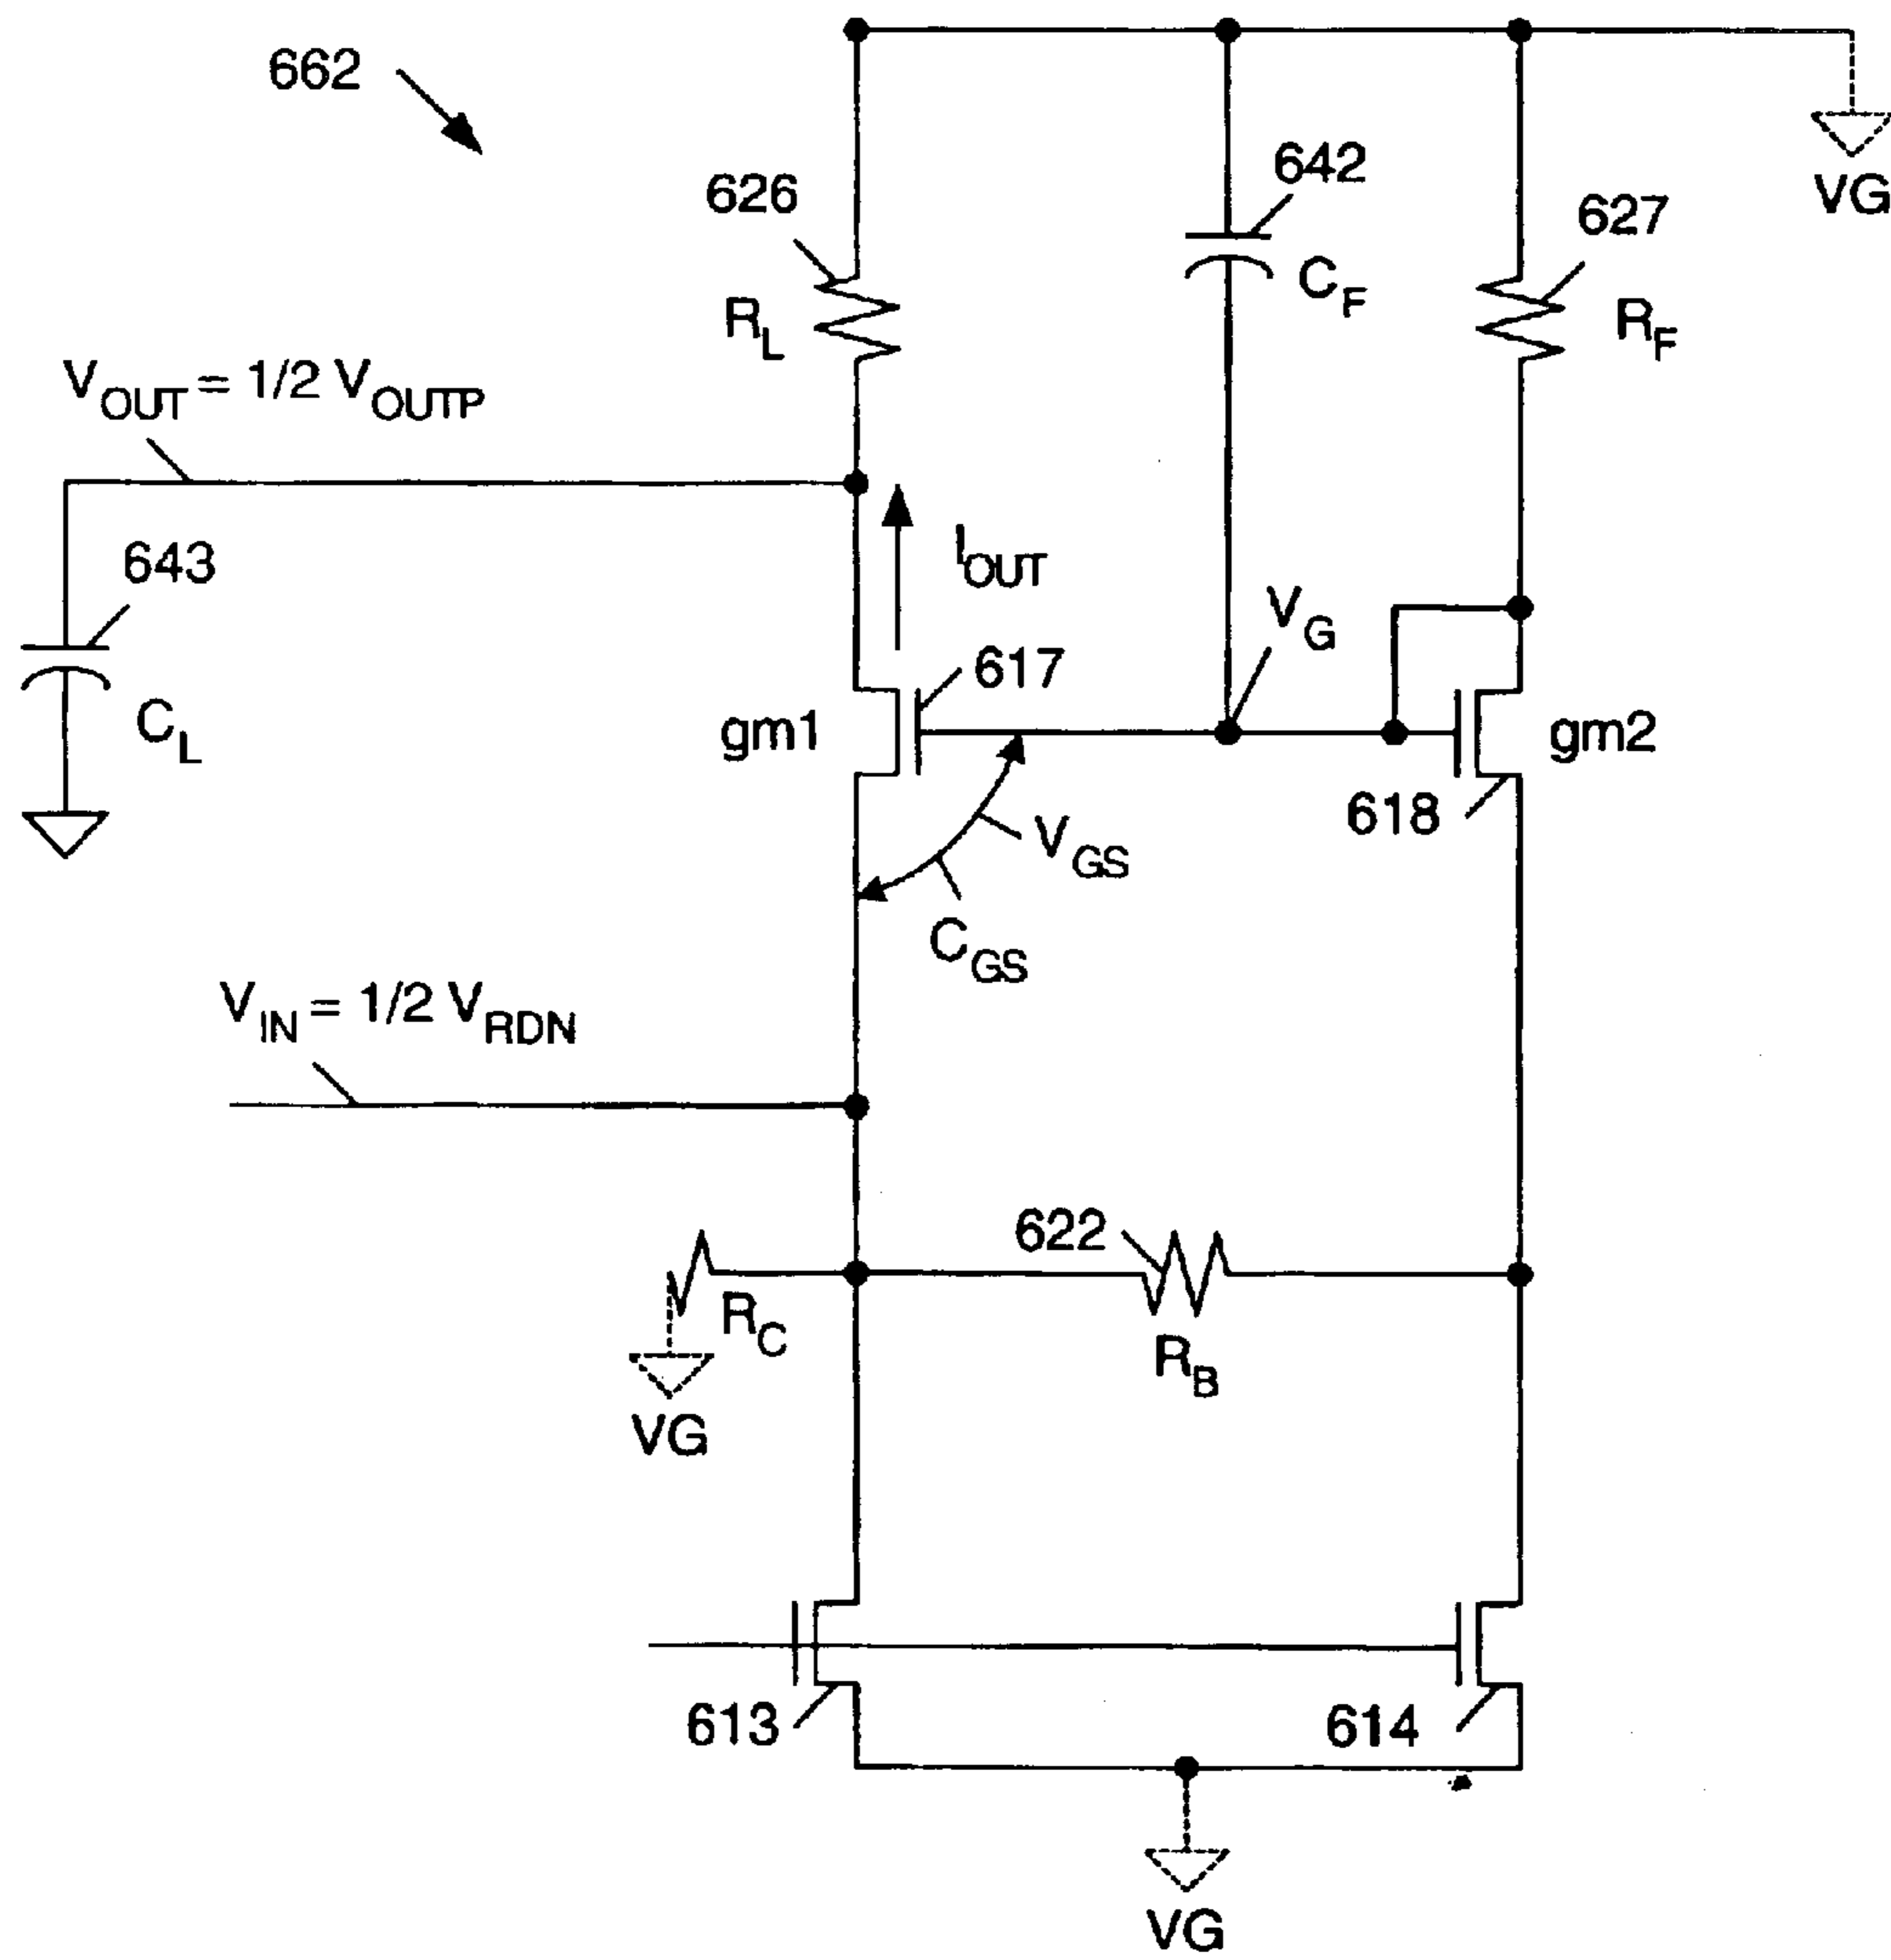 662
642
626
627
VG
C_F
R_L
R_F
V_OUT = 1/2 V_OUTP
643
I_OUT
V_G
617
gm1
gm2
C_L
618
V_GS
C_GS
V_IN = 1/2 V_RDN
622
R_C
R_B
VG
613
614
VG